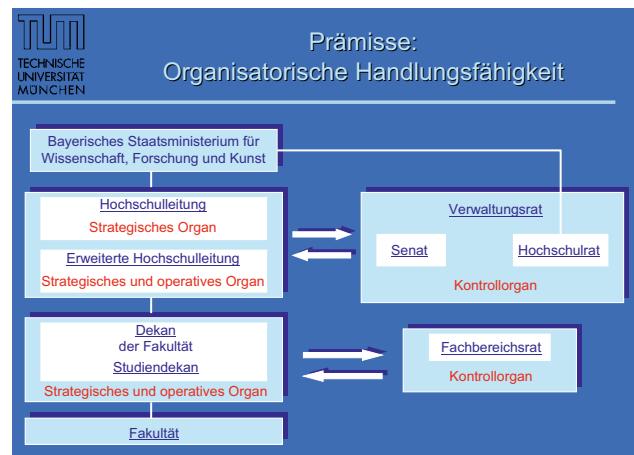 TUM
TECHNISCHE
UNIVERSITÄT
MÜNCHEN
Prämisse:
Organisatorische Handlungsfähigkeit
Bayerisches Staatsministerium für
Wissenschaft, Forschung und Kunst
Hochschulleitung
Strategisches Organ
Erweiterte Hochschulleitung
Strategisches und operatives Organ
Verwaltungsrat
Senat
Hochschulrat
Kontrollorgan
Dekan
der Fakultät
Studiendekan
Strategisches und operatives Organ
Fachbereichsrat
Kontrollorgan
Fakultät